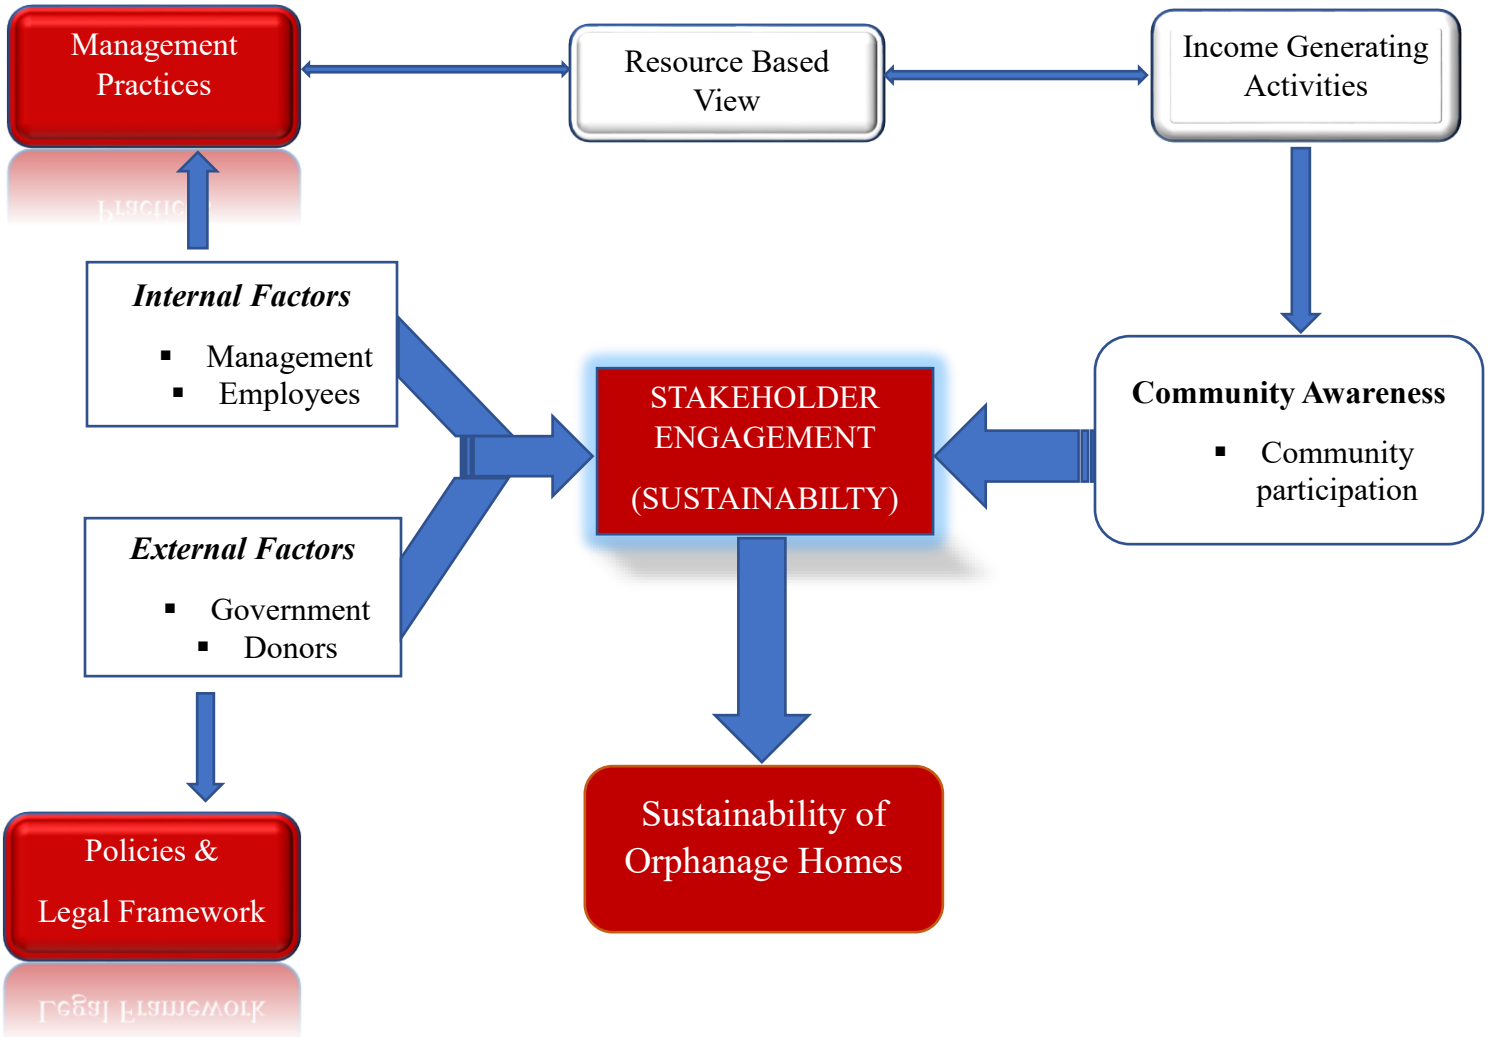 Management
Practices
Resource Based
View
Income Generating
Activities
Internal Factors
▪ Management
▪ Employees
STAKEHOLDER
ENGAGEMENT
(SUSTAINABILTY)
Community Awareness
▪ Community
participation
External Factors
▪ Government
▪ Donors
Policies &
Legal Framework
Sustainability of
Orphanage Homes